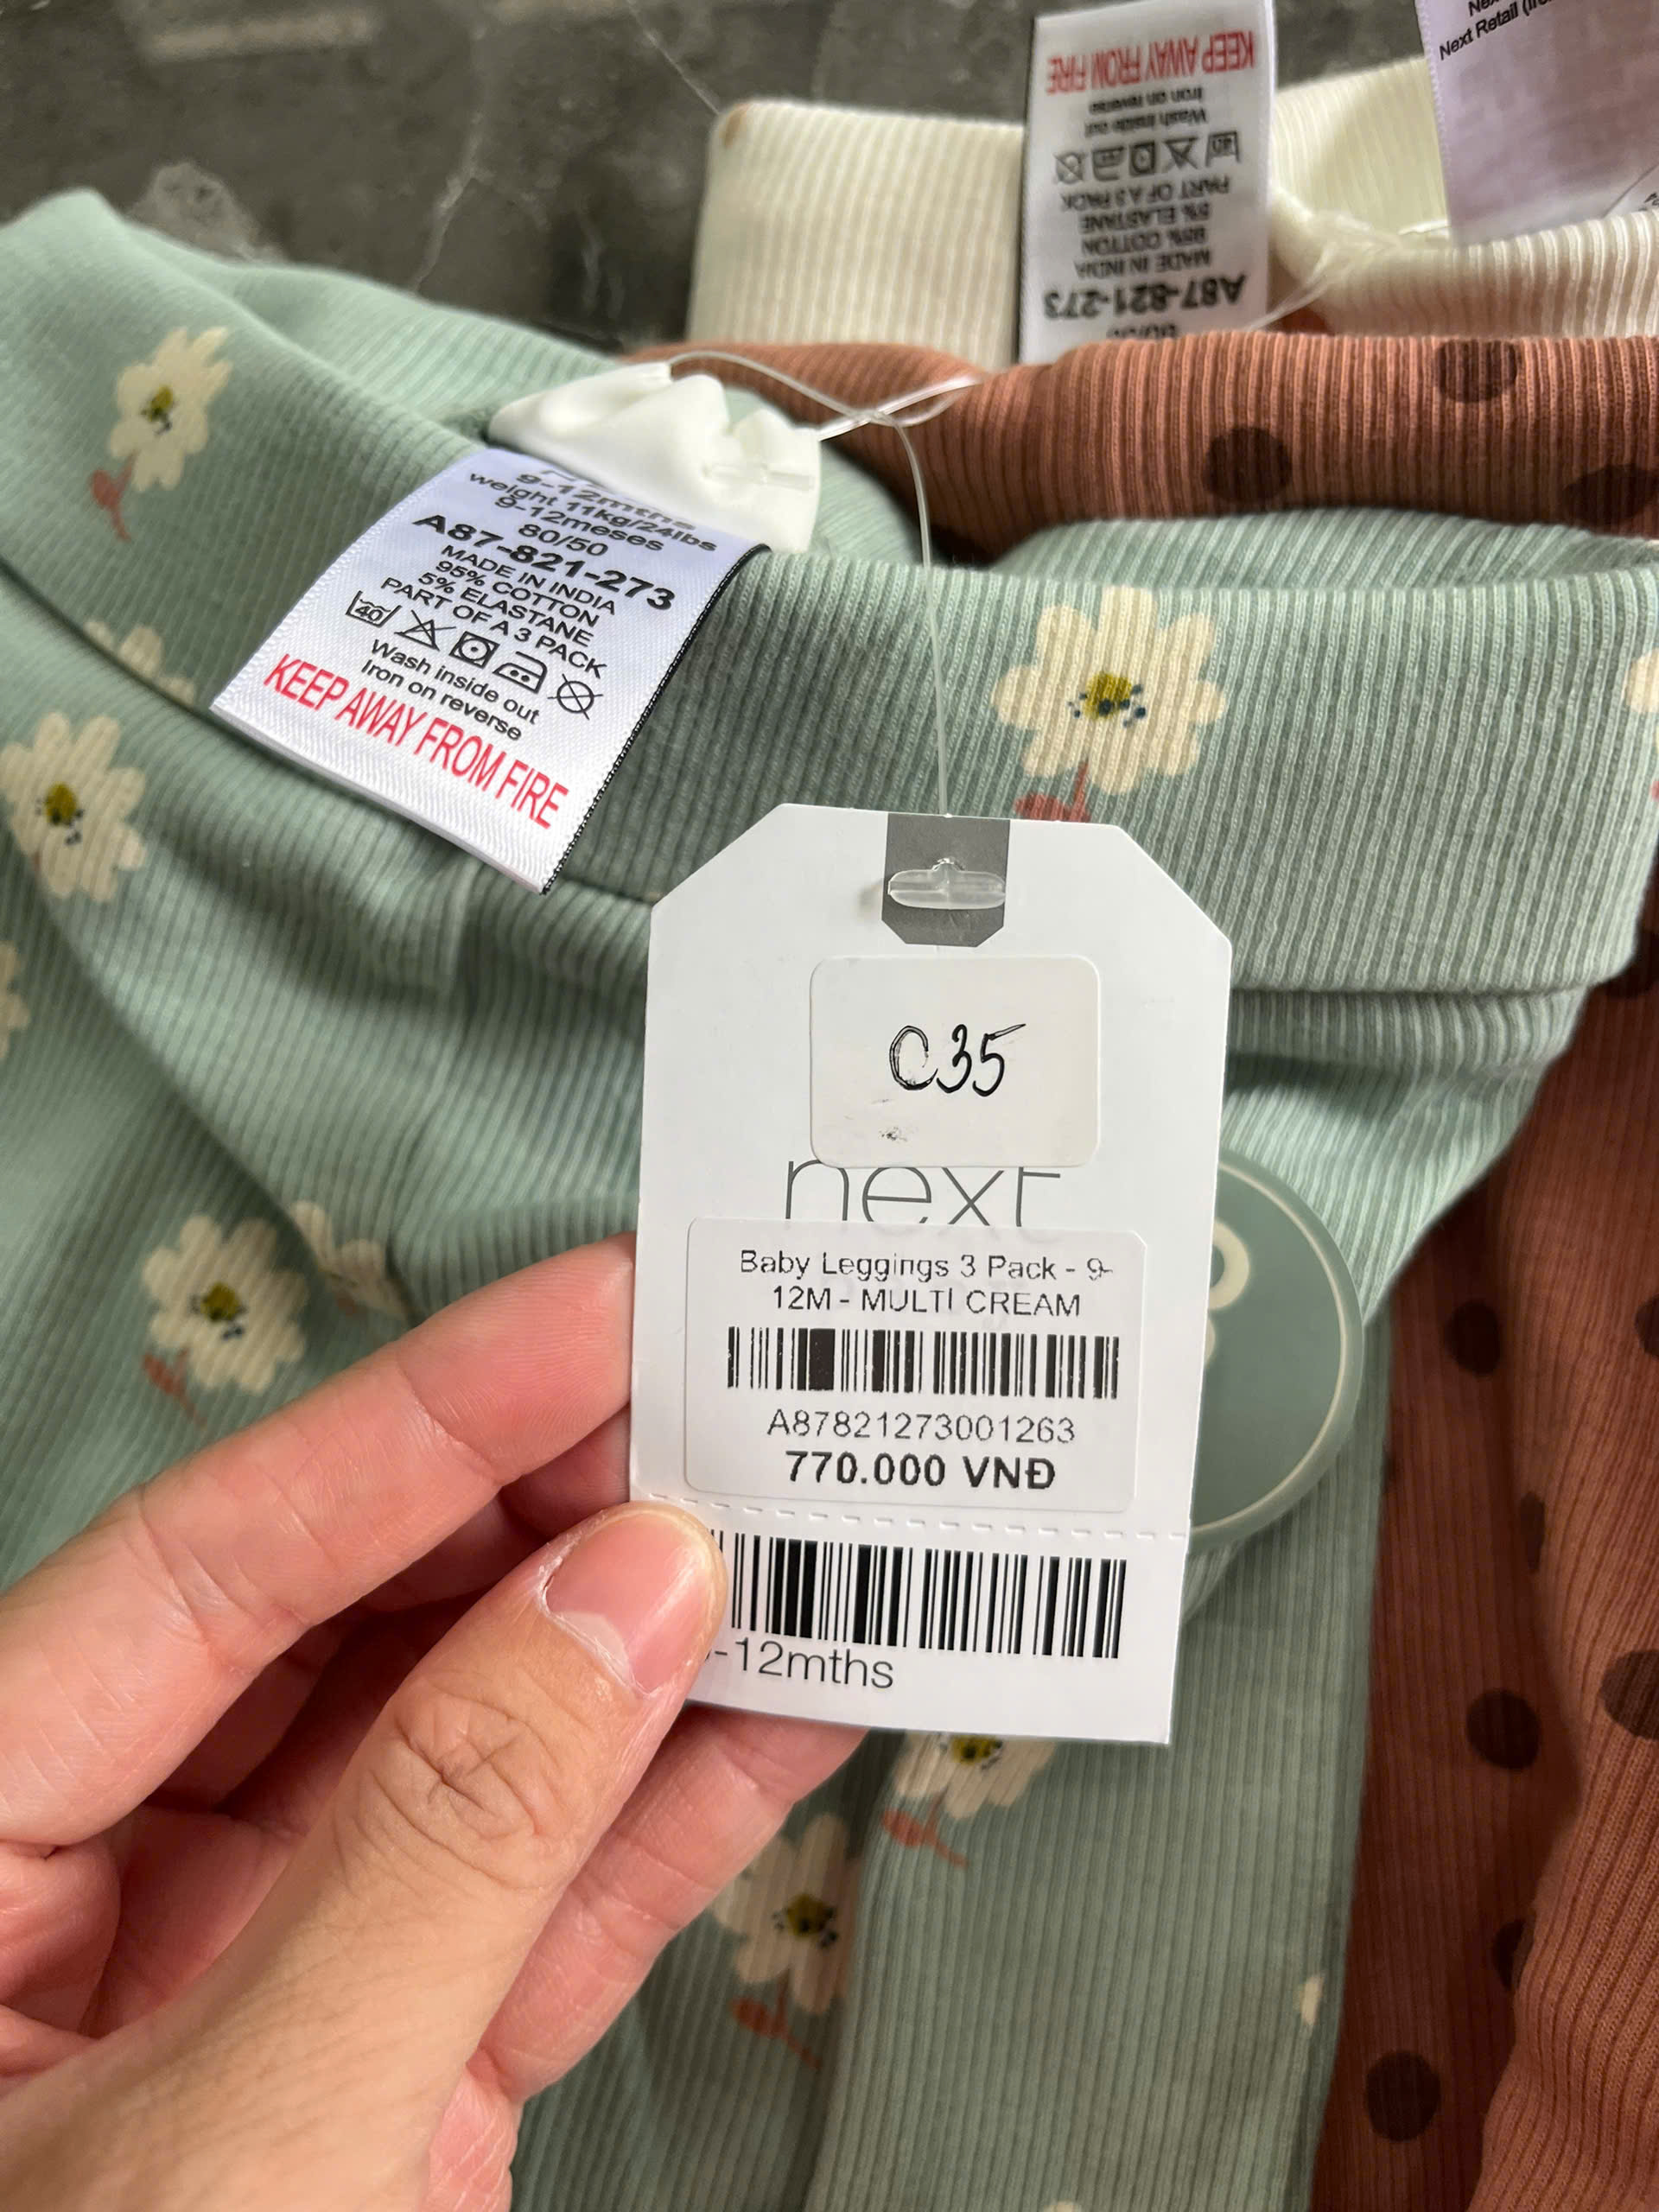 Next Retail
KEEP AWAY FROM FIRE
Iron on reverse
Wash inside out
40
PART OF A 3 PACK
5% ELASTANE
95% COTTON
MADE IN INDIA
A87-821-273
9-12mths
weight 11kg/24lbs
9-12meses
80/50
A87-821-273
MADE IN INDIA
95% COTTON
5% ELASTANE
PART OF A 3 PACK
40
Wash inside out
Iron on reverse
KEEP AWAY FROM FIRE
C35
next
Baby Leggings 3 Pack - 9-
12M - MULTI CREAM
A87821273001263
770.000 VNĐ
-12mths